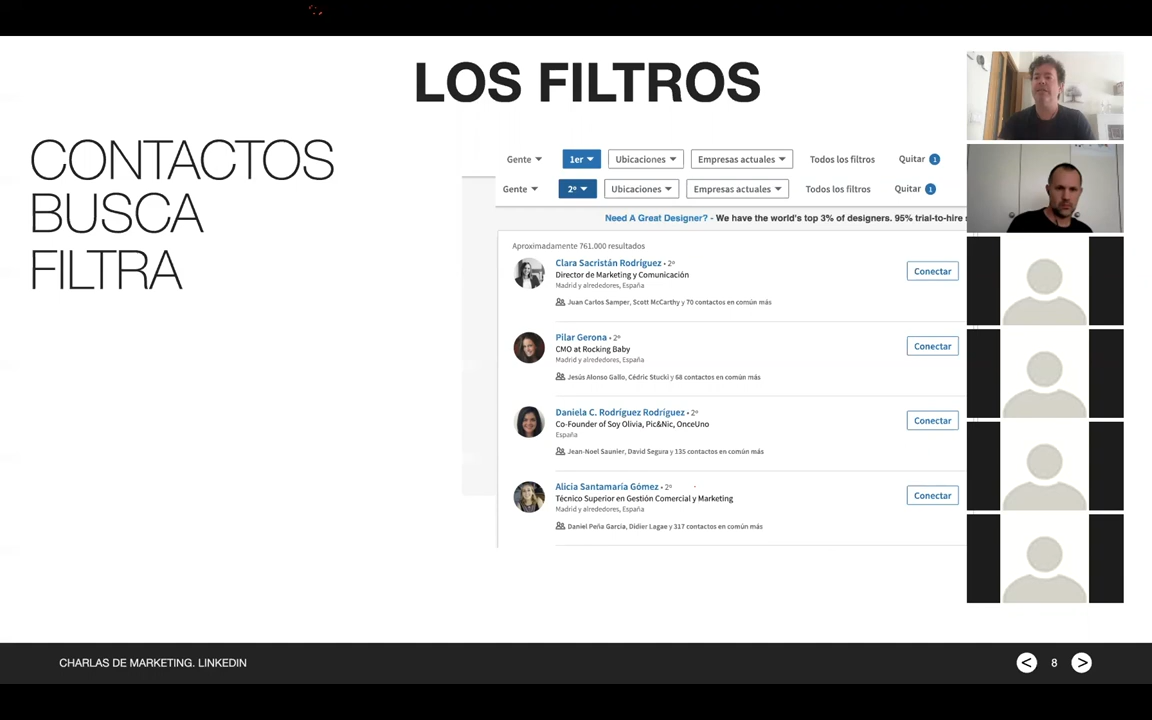 LOS FILTROS
CONTACTOS
BUSCA
FILTRA
Gente 1er Ubicaciones Empresas actuales Todos los filtros Quitar 1
Gente 2º Ubicaciones Empresas actuales Todos los filtros Quitar 1
Need A Great Designer? - We have the world's top 3% of designers. 95% trial-to-hire
Aproximadamente 761.000 resultados
Clara Sacristán Rodríguez • 2º
Director de Marketing y Comunicación
Conectar
Madrid y alrededores, España
Juan Carlos Samper, Scott McCarthy y 70 contactos en común más
Pilar Gerona • 2º
CMO at Rocking Baby
Conectar
Madrid y alrededores, España
Jesús Alonso Gallo, Cédric Stucki y 68 contactos en común más
Daniela C. Rodríguez Rodríguez • 2º
Co-Founder of Soy Olivia, Pic&Nic, OnceUno
Conectar
España
Jean-Noel Saunier, David Segura y 135 contactos en común más
Alicia Santamaría Gómez • 2º
Técnico Superior en Gestión Comercial y Marketing
Conectar
Madrid y alrededores, España
Daniel Peña García, Didier Lagae y 317 contactos en común más
CHARLAS DE MARKETING. LINKEDIN
< 8 >